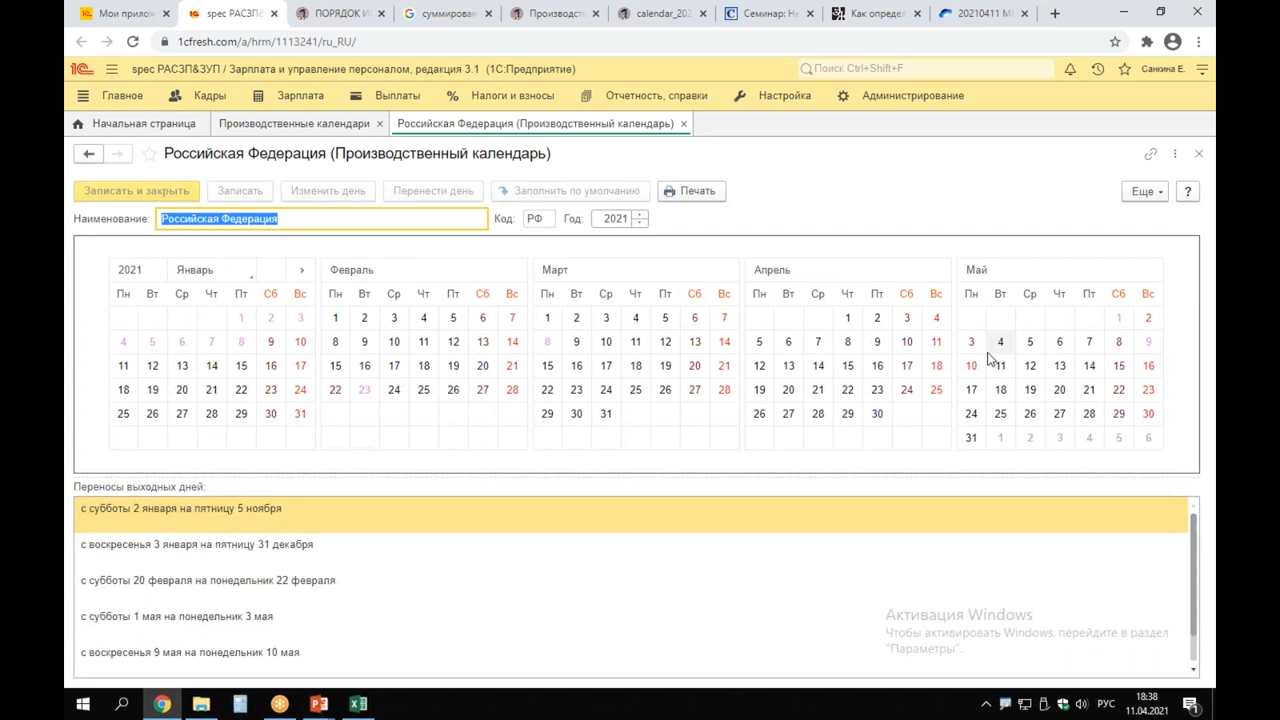 Мои прилож
spec РАСЗП&
ПОРЯДОК И
суммирован
Производст
calendar_202
Семинар: Не
Как определ
20210411 М
1cfresh.com/a/hrm/1113241/ru_RU/
spec РАСЗП&ЗУП / Зарплата и управление персоналом, редакция 3.1 (1С:Предприятие)
Поиск Ctrl+Shift+F
Санкина Е.
Главное Кадры Зарплата Выплаты Налоги и взносы Отчетность, справки Настройка Администрирование
Начальная страница Производственные календари Российская Федерация (Производственный календарь)
Российская Федерация (Производственный календарь)
Записать и закрыть Записать Изменить день Перенести день Заполнить по умолчанию Печать Еще ?
Наименование: Российская Федерация Код: РФ Год: 2021
2021 Январь Февраль Март Апрель Май
Пн Вт Ср Чт Пт Сб Вс Пн Вт Ср Чт Пт Сб Вс Пн Вт Ср Чт Пт Сб Вс Пн Вт Ср Чт Пт Сб Вс Пн Вт Ср Чт Пт Сб Вс
1 2 3 1 2 3 4 5 6 7 1 2 3 4 5 6 7 1 2 3 4 1 2
4 5 6 7 8 9 10 8 9 10 11 12 13 14 8 9 10 11 12 13 14 5 6 7 8 9 10 11 3 4 5 6 7 8 9
11 12 13 14 15 16 17 15 16 17 18 19 20 21 15 16 17 18 19 20 21 12 13 14 15 16 17 18 10 11 12 13 14 15 16
18 19 20 21 22 23 24 22 23 24 25 26 27 28 22 23 24 25 26 27 28 19 20 21 22 23 24 25 17 18 19 20 21 22 23
25 26 27 28 29 30 31 29 30 31 26 27 28 29 30 24 25 26 27 28 29 30
31 1 2 3 4 5 6
Переносы выходных дней:
с субботы 2 января на пятницу 5 ноября
с воскресенья 3 января на пятницу 31 декабря
с субботы 20 февраля на понедельник 22 февраля
с субботы 1 мая на понедельник 3 мая
с воскресенья 9 мая на понедельник 10 мая
Активация Windows
Чтобы активировать Windows, перейдите в раздел
"Параметры".
РУС
18:38
11.04.2021
1